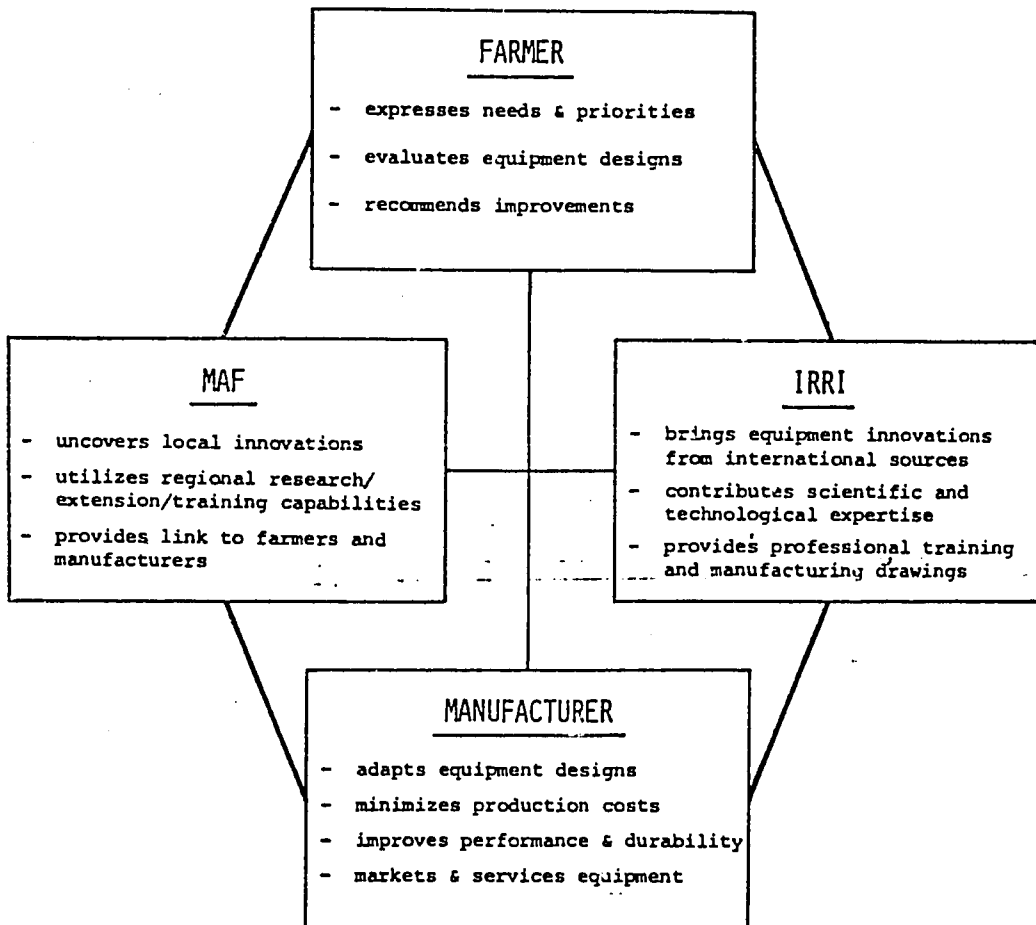 FARMER
- expresses needs & priorities
- evaluates equipment designs
- recommends improvements
MAF
- uncovers local innovations
- utilizes regional research/
extension/training capabilities
- provides link to farmers and
manufacturers
IRRI
- brings equipment innovations
from international sources
- contributes scientific and
technological expertise
- provides professional training
and manufacturing drawings
MANUFACTURER
- adapts equipment designs
- minimizes production costs
- improves performance & durability
- markets & services equipment